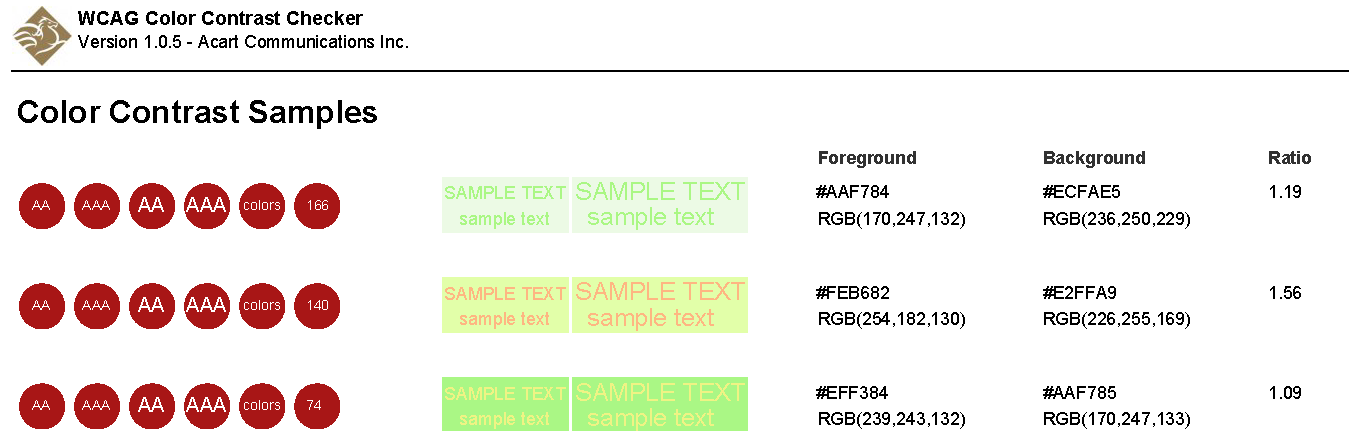 WCAG Color Contrast Checker
Version 1.0.5 - Acart Communications Inc.
Color Contrast Samples
Foreground Background Ratio
AA AAA AA AAA colors 166 SAMPLE TEXT SAMPLE TEXT #AAF784 #ECFAE5 1.19
sample text sample text RGB(170,247,132) RGB(236,250,229)
AA AAA AA AAA colors 140 SAMPLE TEXT SAMPLE TEXT #FEB682 #E2FFA9 1.56
sample text sample text RGB(254,182,130) RGB(226,255,169)
AA AAA AA AAA colors 74 SAMPLE TEXT SAMPLE TEXT #EFF384 #AAF785 1.09
sample text sample text RGB(239,243,132) RGB(170,247,133)